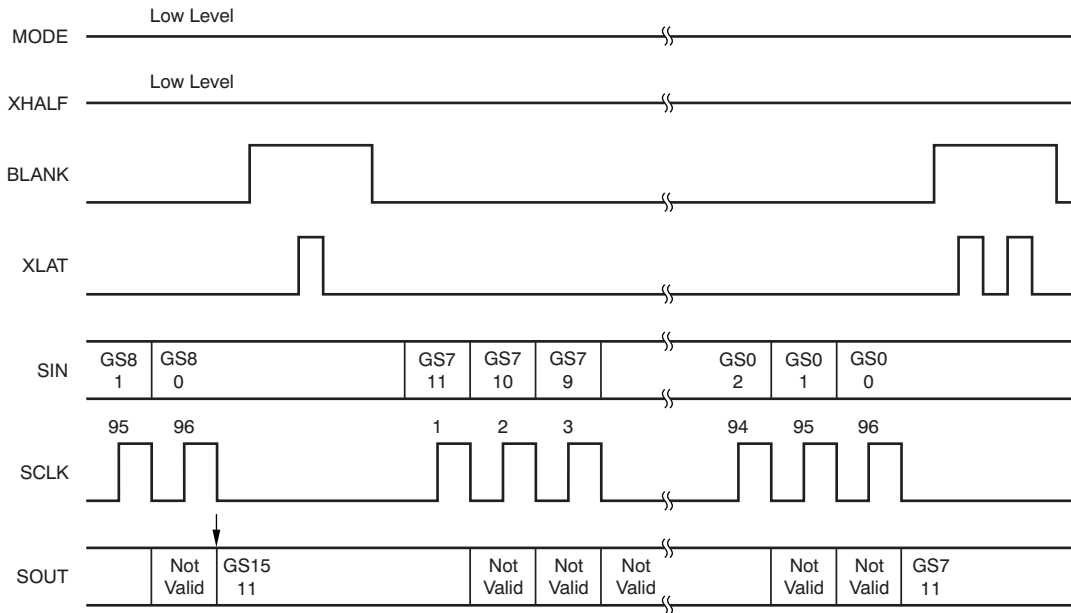 Low Level
MODE
Low Level
XHALF
BLANK
XLAT
SIN
GS8 GS8 GS7 GS7 GS7 GS0 GS0 GS0
1 0 11 10 9 2 1 0
95 96 1 2 3 94 95 96
SCLK
SOUT
Not GS15 Not Not Not Not Not GS7
Valid 11 Valid Valid Valid Valid Valid 11